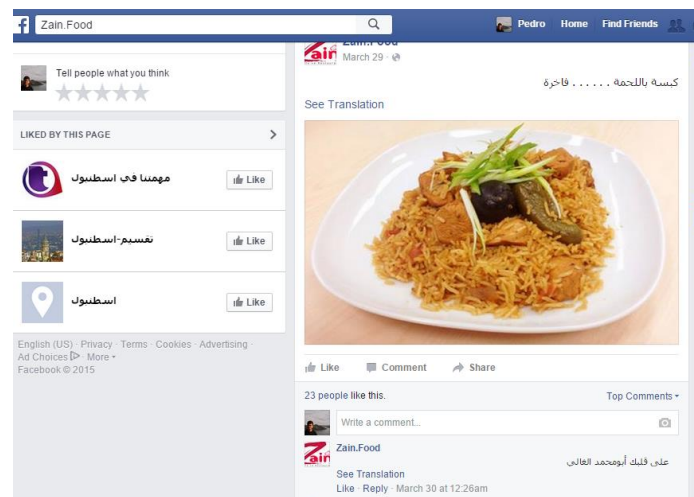 Zain.Food
Pedro Home Find Friends
Tell people what you think
LIKED BY THIS PAGE
مهمتنا في اسطنبول
Like
تقسيم-اسطنبول
Like
اسطنبول
Like
English (US) · Privacy · Terms · Cookies · Advertising ·
Ad Choices · More
Facebook © 2015
Zain
Zain.Food
March 29 ·
كبسة باللحمة . . . . . . فاخرة
See Translation
Like Comment Share
23 people like this.
Top Comments
Write a comment...
Zain
Zain.Food
على قلبك أبومحمد الغالي
See Translation
Like · Reply · March 30 at 12:26am